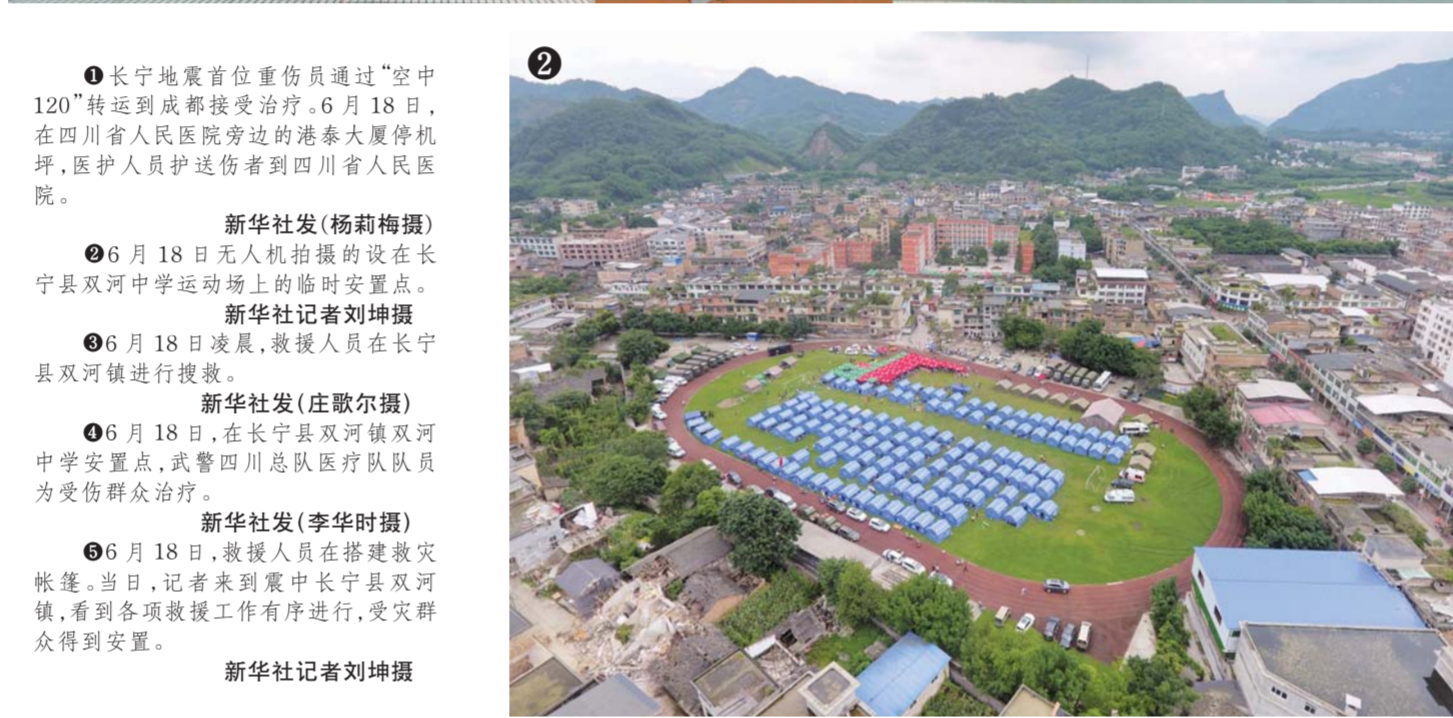 ❶长宁地震首位重伤员通过“空中
120”转运到成都接受治疗。6月18日,
在四川省人民医院旁边的港泰大厦停机
坪,医护人员护送伤者到四川省人民医
院。
新华社发(杨莉梅摄)
❷6月18日无人机拍摄的设在长
宁县双河中学运动场上的临时安置点。
新华社记者刘坤摄
❸6月18日凌晨,救援人员在长宁
县双河镇进行搜救。
新华社发(庄歌尔摄)
❹6月18日,在长宁县双河镇双河
中学安置点,武警四川总队医疗队队员
为受伤群众治疗。
新华社发(李华时摄)
❺6月18日,救援人员在搭建救灾
帐篷。当日,记者来到震中长宁县双河
镇,看到各项救援工作有序进行,受灾群
众得到安置。
新华社记者刘坤摄
❷